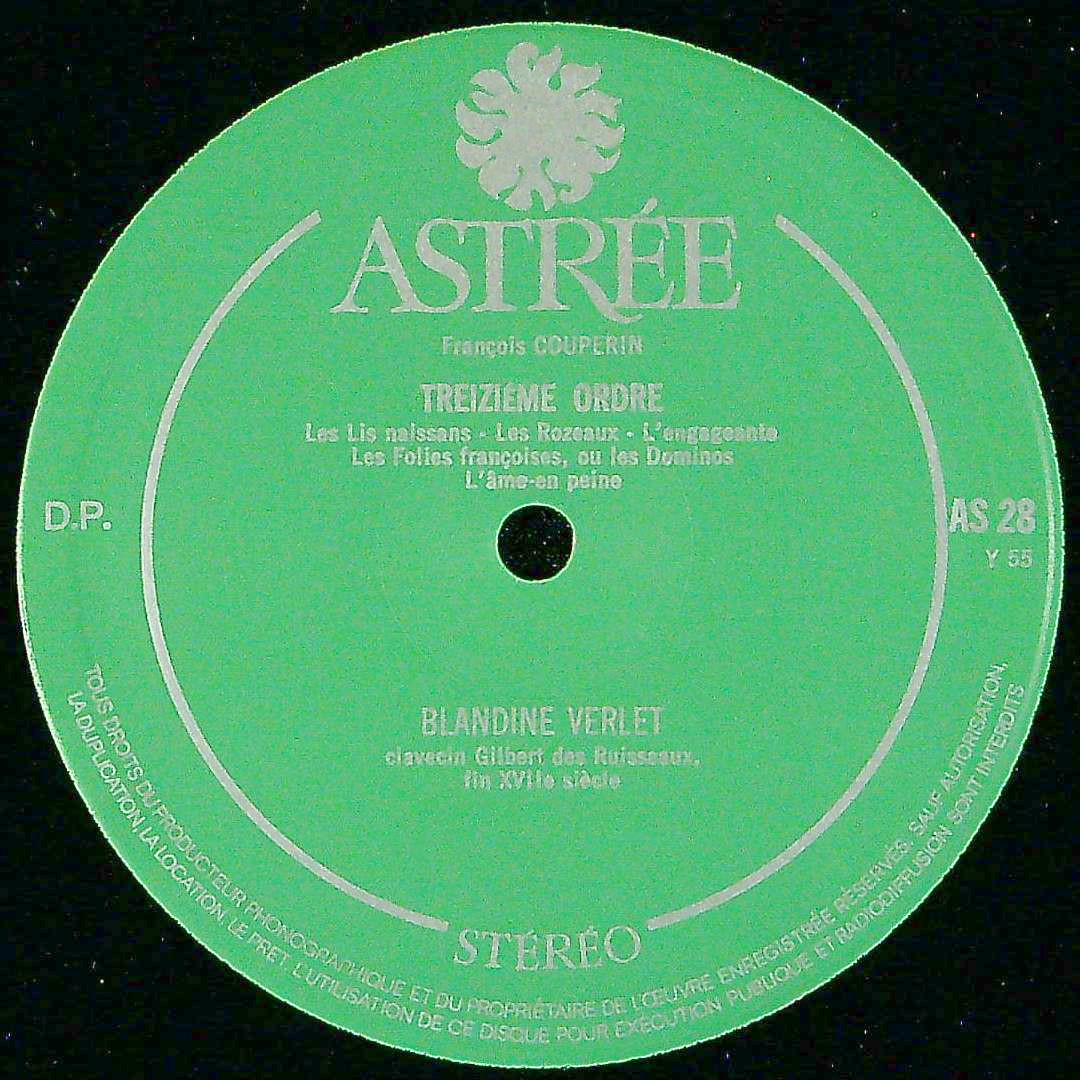 ASTRÉE
François COUPERIN
TREIZIEME ORDRE
Les Lis naissans - Les Rozeaux - L'engageante
Les Folies françoises, ou les Dominos
L'âme-en peine
D.P.
AS 28
Y 55
BLANDINE VERLET
clavecin Gilbert des Ruisseaux,
fin XVIIe siècle
STÉRÉO
TOUS DROITS DU PRODUCTEUR PHONOGRAPHIQUE ET DU PROPRIÉTAIRE DE L'ŒUVRE ENREGISTRÉE RÉSERVÉS. SAUF AUTORISATION,
LA DUPLICATION, LA LOCATION, LE PRET, L'UTILISATION DE CE DISQUE POUR EXÉCUTION PUBLIQUE ET RADIODIFFUSION SONT INTERDITS